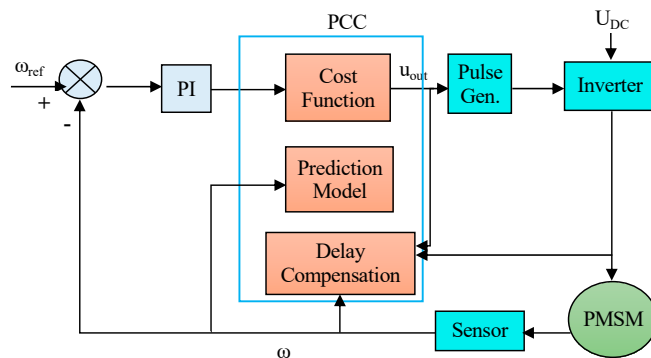 PCC
U_DC
ω_ref
+
-
PI
Cost
Function
u_out
Pulse
Gen.
Inverter
Prediction
Model
Delay
Compensation
PMSM
Sensor
ω